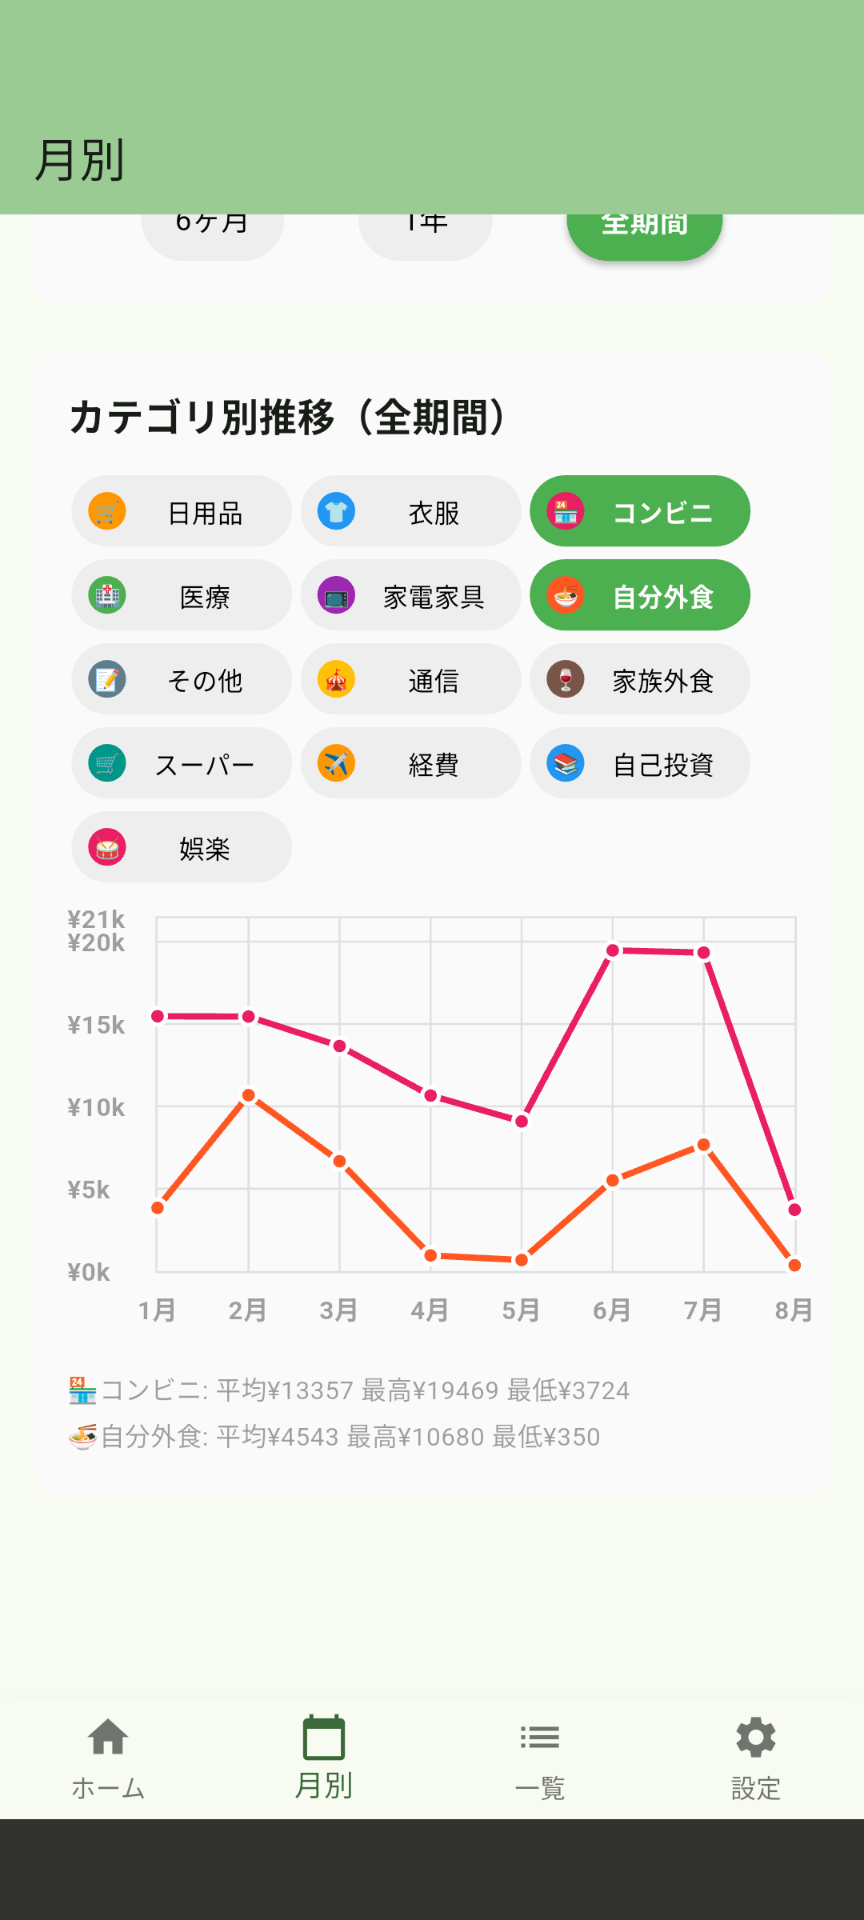 月別
6ヶ月 1年 全期間
カテゴリ別推移（全期間）
日用品 衣服 コンビニ
医療 家電家具 自分外食
その他 通信 家族外食
スーパー 経費 自己投資
娯楽
¥21k
¥20k
¥15k
¥10k
¥5k
¥0k
1月 2月 3月 4月 5月 6月 7月 8月
コンビニ: 平均¥13357 最高¥19469 最低¥3724
自分外食: 平均¥4543 最高¥10680 最低¥350
ホーム 月別 一覧 設定